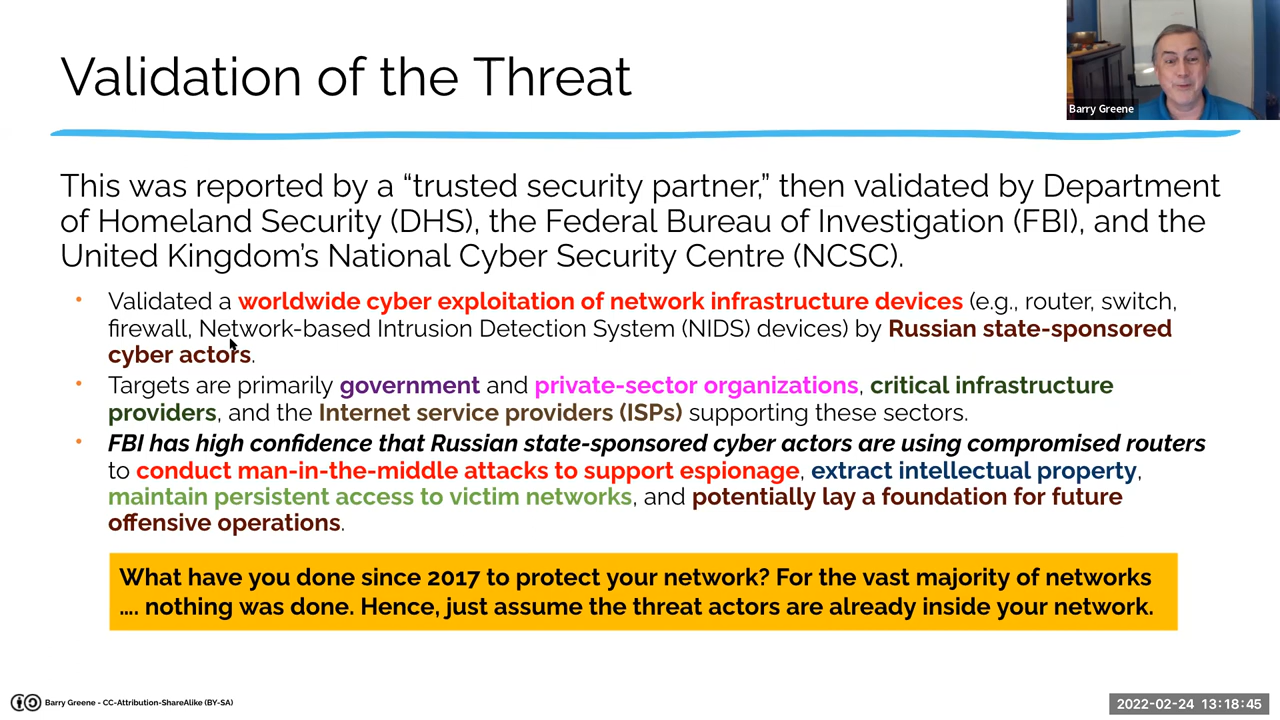 Validation of the Threat
Barry Greene
This was reported by a “trusted security partner,” then validated by Department
of Homeland Security (DHS), the Federal Bureau of Investigation (FBI), and the
United Kingdom’s National Cyber Security Centre (NCSC).
• Validated a worldwide cyber exploitation of network infrastructure devices (e.g., router, switch,
firewall, Network-based Intrusion Detection System (NIDS) devices) by Russian state-sponsored
cyber actors.
• Targets are primarily government and private-sector organizations, critical infrastructure
providers, and the Internet service providers (ISPs) supporting these sectors.
• FBI has high confidence that Russian state-sponsored cyber actors are using compromised routers
to conduct man-in-the-middle attacks to support espionage, extract intellectual property,
maintain persistent access to victim networks, and potentially lay a foundation for future
offensive operations.
What have you done since 2017 to protect your network? For the vast majority of networks
.... nothing was done. Hence, just assume the threat actors are already inside your network.
Barry Greene - CC-Attribution-ShareAlike (BY-SA)
2022-02-24 13:18:45